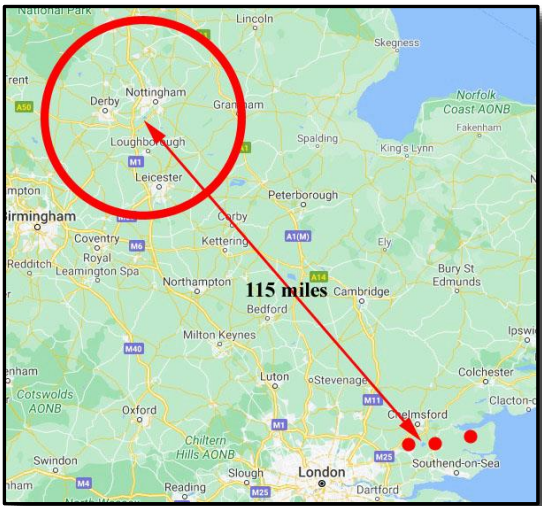 National Park
Lincoln
Skegness
Trent
A50
Derby
Nottingham
Grantham
Norfolk
Coast AONB
Fakenham
Loughborough
A1
Spalding
King's Lynn
M1
Leicester
Peterborough
Birmingham
Corby
Coventry
M6
Kettering
A1(M)
Ely
Redditch
Royal
Leamington Spa
Northampton
115 miles
A14
Cambridge
Bury St
Edmunds
Bedford
M40
Milton Keynes
Colchester
Luton
Stevenage
Cotswolds
AONB
M11
Clacton-o
Oxford
Chelmsford
M1
Chiltern
Hills AONB
M25
Southend-on-Sea
Swindon
Slough
London
M4
Reading
M25
Dartford